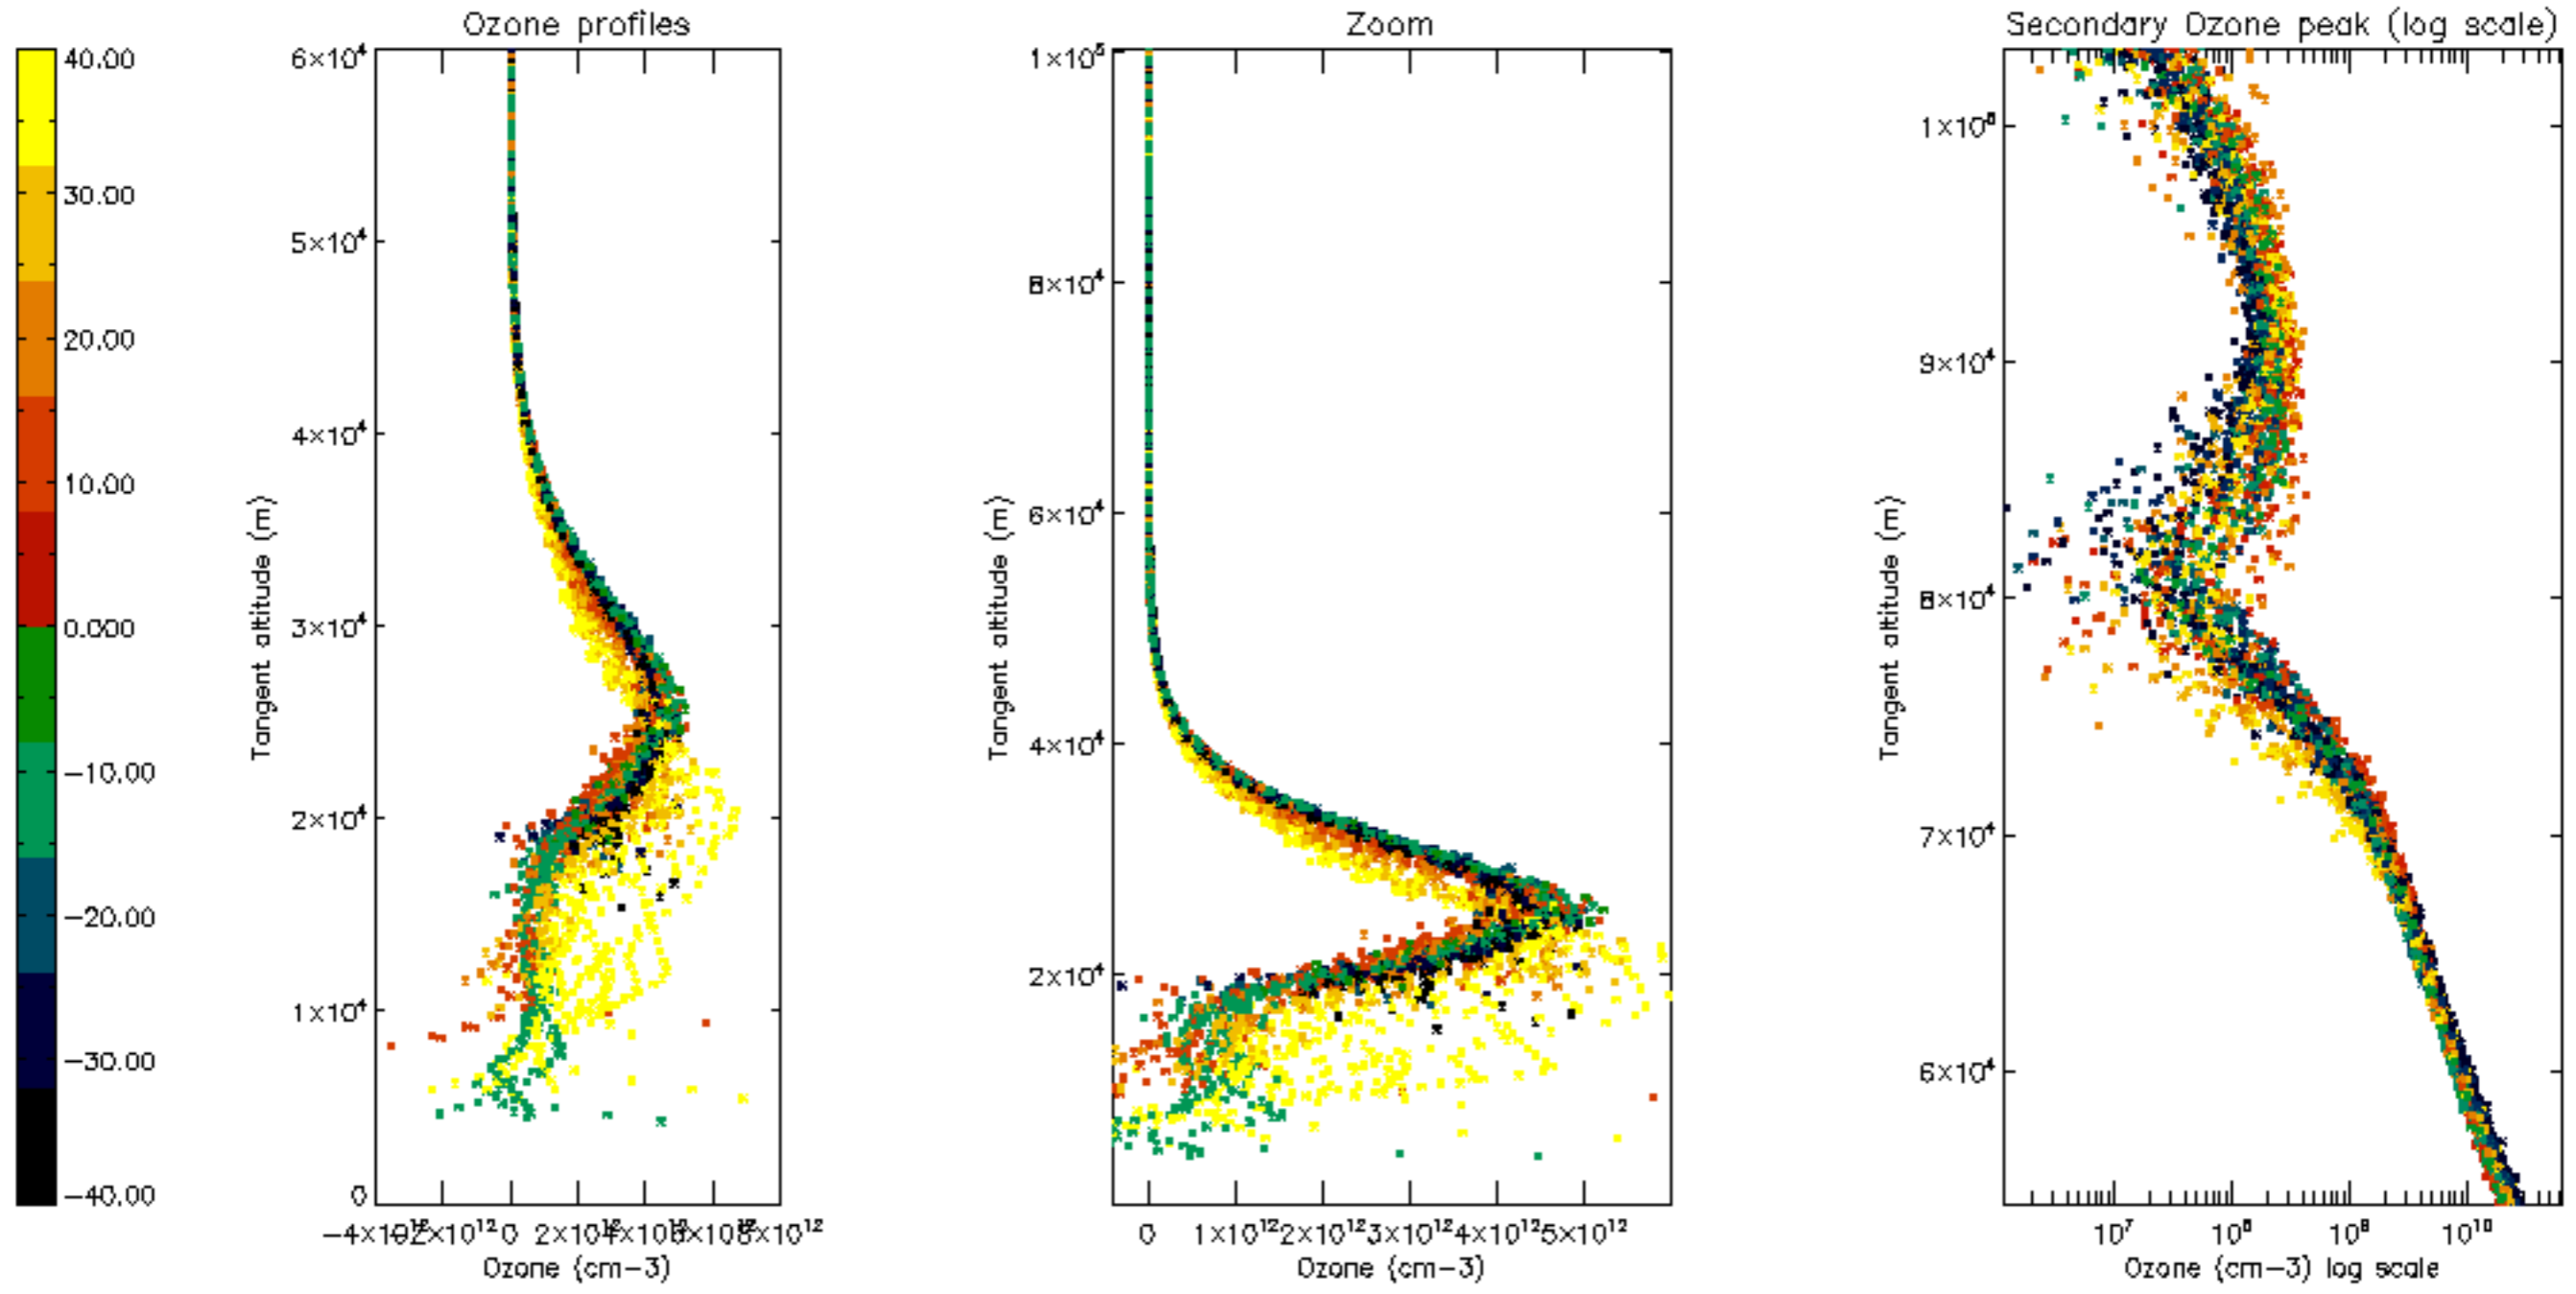 Ozone profiles
Zoom
Secondary Ozone peak (log scale)
40.00
30.00
20.00
10.00
0.000
−10.00
−20.00
−30.00
−40.00
6×10⁴
5×10⁴
4×10⁴
3×10⁴
2×10⁴
1×10⁴
0
Tangent altitude (m)
0
Ozone (cm−3)
1×10⁵
8×10⁴
6×10⁴
4×10⁴
2×10⁴
Tangent altitude (m)
0 1×10¹² 2×10¹² 3×10¹² 4×10¹² 5×10¹²
Ozone (cm−3)
1×10⁵
9×10⁴
8×10⁴
7×10⁴
6×10⁴
Tangent altitude (m)
10⁷ 10⁸ 10⁹ 10¹⁰
Ozone (cm−3) log scale